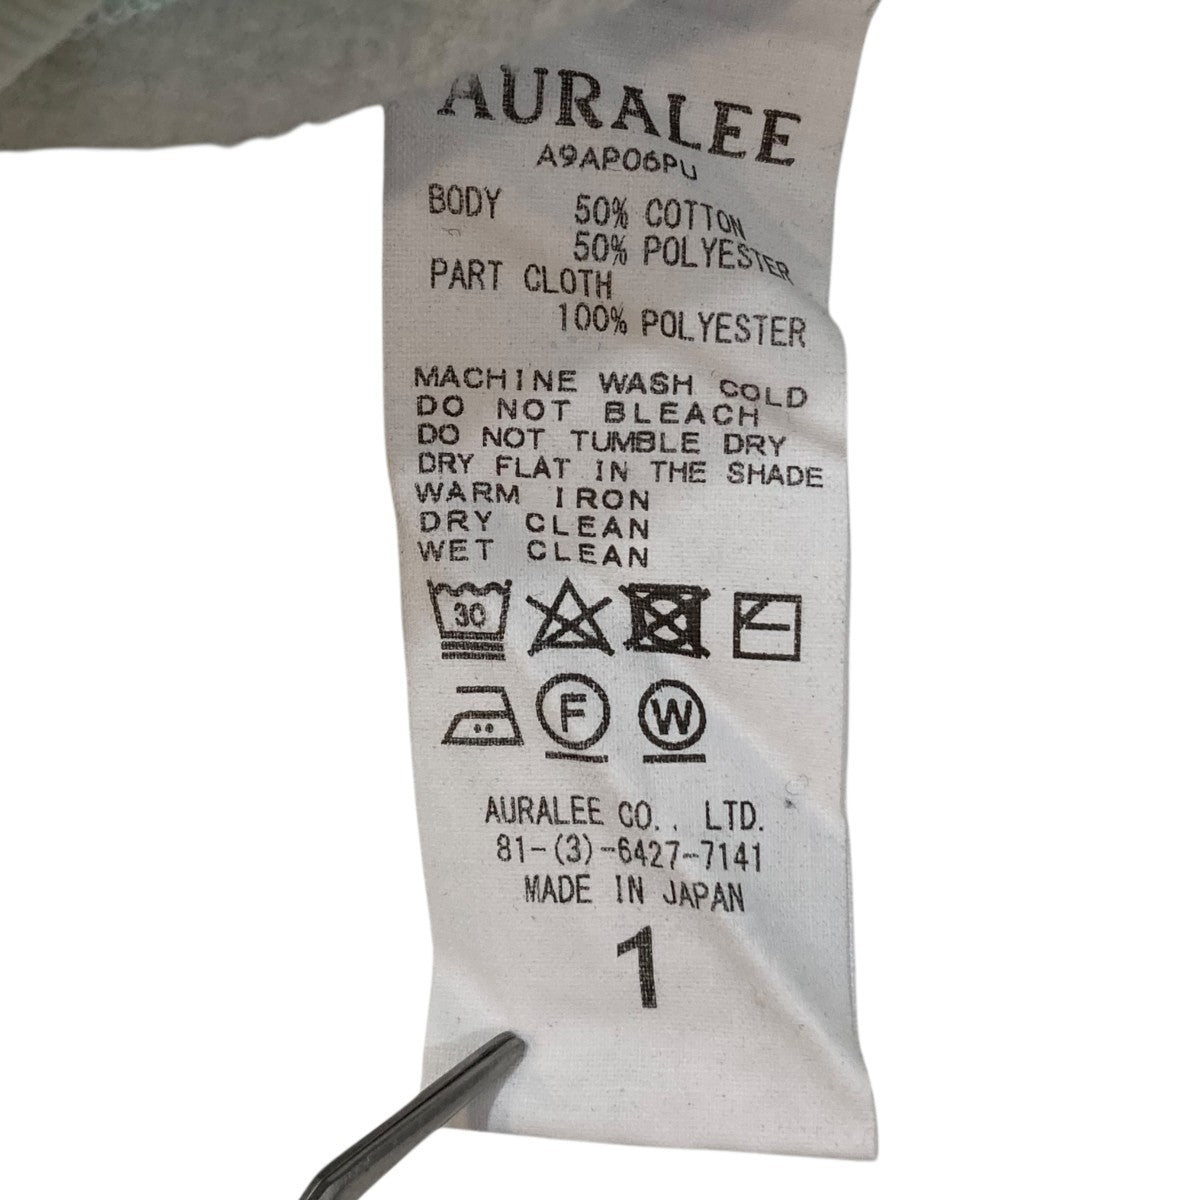 AURALEE
A9AP06PU
BODY 50% COTTON
50% POLYESTER
PART CLOTH
100% POLYESTER
MACHINE WASH COLD
DO NOT BLEACH
DO NOT TUMBLE DRY
DRY FLAT IN THE SHADE
WARM IRON
DRY CLEAN
WET CLEAN
30
F W
AURALEE CO., LTD.
81-(3)-6427-7141
MADE IN JAPAN
1